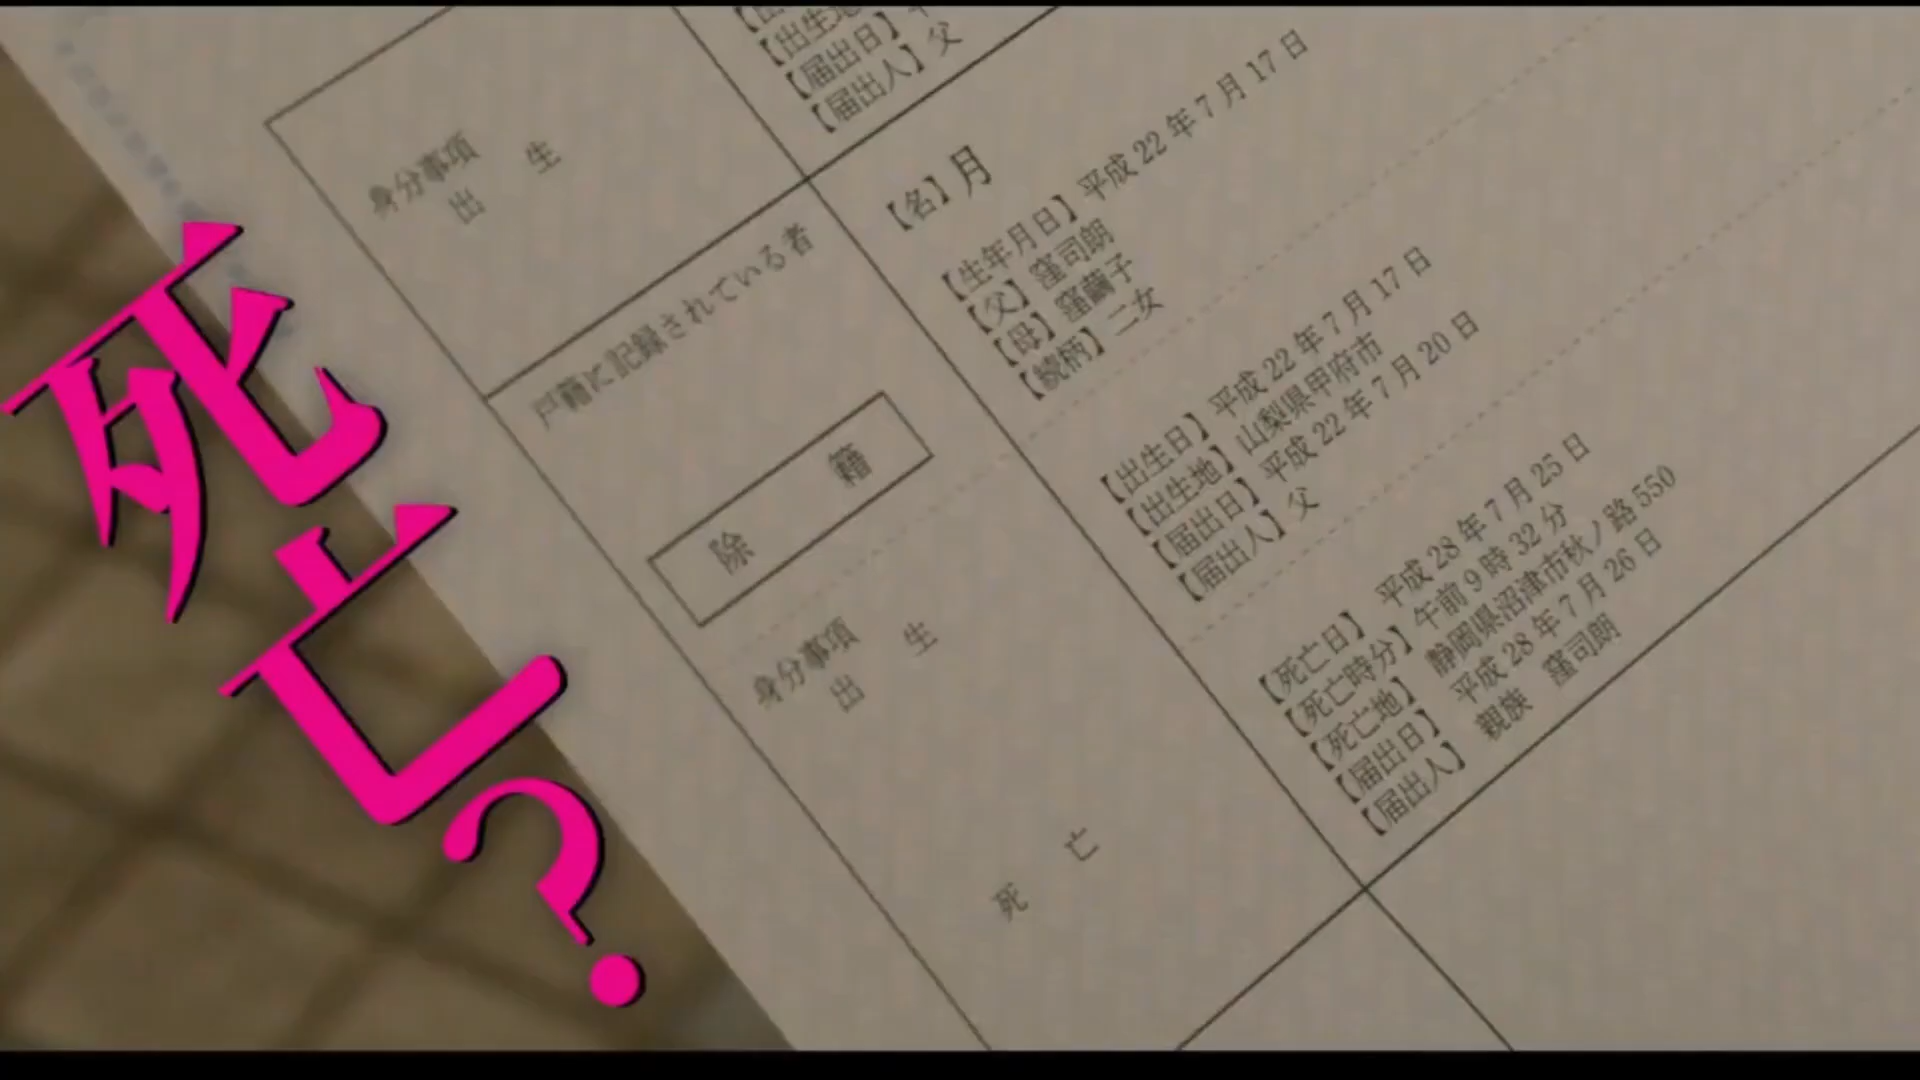 【出生地】
【届出日】
【届出人】父
身分事項
出 生
戸籍に記録されている者
除 籍
【名】月
【生年月日】平成22年7月17日
【父】窪司朗
【母】窪繭子
【続柄】二女
身分事項
出 生
【出生日】平成22年7月17日
【出生地】山梨県甲府市
【届出日】平成22年7月20日
【届出人】父
死 亡
【死亡日】 平成28年7月25日
【死亡時分】午前9時32分
【死亡地】 静岡県沼津市秋ノ路550
【届出日】 平成28年7月26日
【届出人】 親族 窪司朗
死亡?